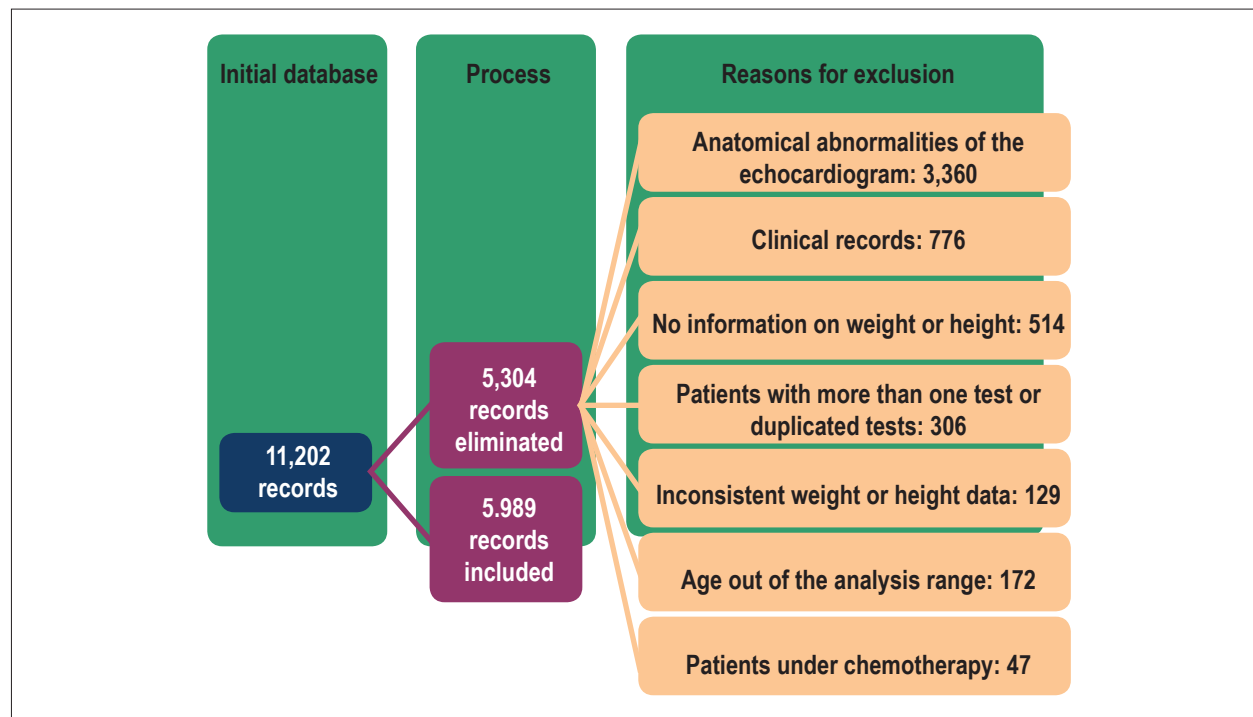 Initial database
Process
Reasons for exclusion
11,202
records
5,304
records
eliminated
5.989
records
included
Anatomical abnormalities of the
echocardiogram: 3,360
Clinical records: 776
No information on weight or height: 514
Patients with more than one test or
duplicated tests: 306
Inconsistent weight or height data: 129
Age out of the analysis range: 172
Patients under chemotherapy: 47